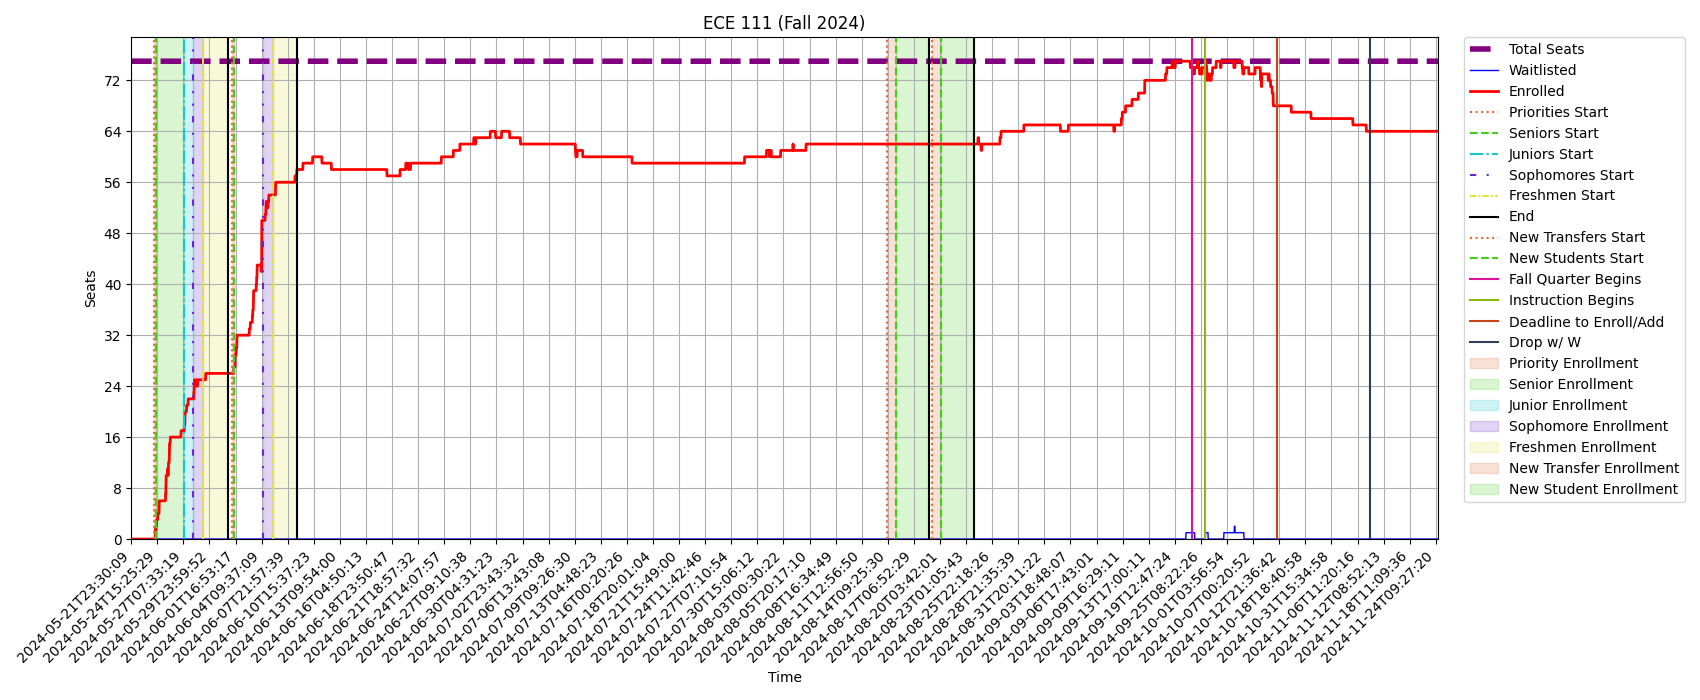 ECE 111 (Fall 2024)
Seats
72
64
56
48
40
32
24
16
8
0
2024-05-21T23:30:09
2024-05-24T15:25:29
2024-05-27T07:33:19
2024-05-29T23:59:52
2024-06-01T16:53:17
2024-06-04T09:37:09
2024-06-07T21:57:39
2024-06-10T15:37:23
2024-06-13T09:54:00
2024-06-16T04:50:13
2024-06-18T23:50:47
2024-06-21T18:57:32
2024-06-24T14:07:57
2024-06-27T09:10:38
2024-06-30T04:31:23
2024-07-02T23:43:32
2024-07-06T13:43:08
2024-07-09T09:26:30
2024-07-13T04:48:23
2024-07-16T00:20:26
2024-07-18T20:01:04
2024-07-21T15:49:00
2024-07-24T11:42:46
2024-07-27T07:10:54
2024-07-30T15:06:12
2024-08-03T00:30:22
2024-08-05T20:17:10
2024-08-08T16:34:49
2024-08-11T12:56:50
2024-08-14T09:25:30
2024-08-17T06:52:29
2024-08-20T03:42:01
2024-08-23T01:05:43
2024-08-25T22:18:26
2024-08-28T21:35:39
2024-08-31T20:11:22
2024-09-03T18:48:07
2024-09-06T17:43:01
2024-09-09T16:29:11
2024-09-13T17:00:11
2024-09-19T12:47:24
2024-09-25T08:22:26
2024-10-01T03:56:54
2024-10-07T00:20:52
2024-10-12T21:36:42
2024-10-18T18:40:58
2024-10-31T15:34:58
2024-11-06T11:20:16
2024-11-12T08:52:13
2024-11-18T11:09:36
2024-11-24T09:27:20
Time
Total Seats
Waitlisted
Enrolled
Priorities Start
Seniors Start
Juniors Start
Sophomores Start
Freshmen Start
End
New Transfers Start
New Students Start
Fall Quarter Begins
Instruction Begins
Deadline to Enroll/Add
Drop w/ W
Priority Enrollment
Senior Enrollment
Junior Enrollment
Sophomore Enrollment
Freshmen Enrollment
New Transfer Enrollment
New Student Enrollment